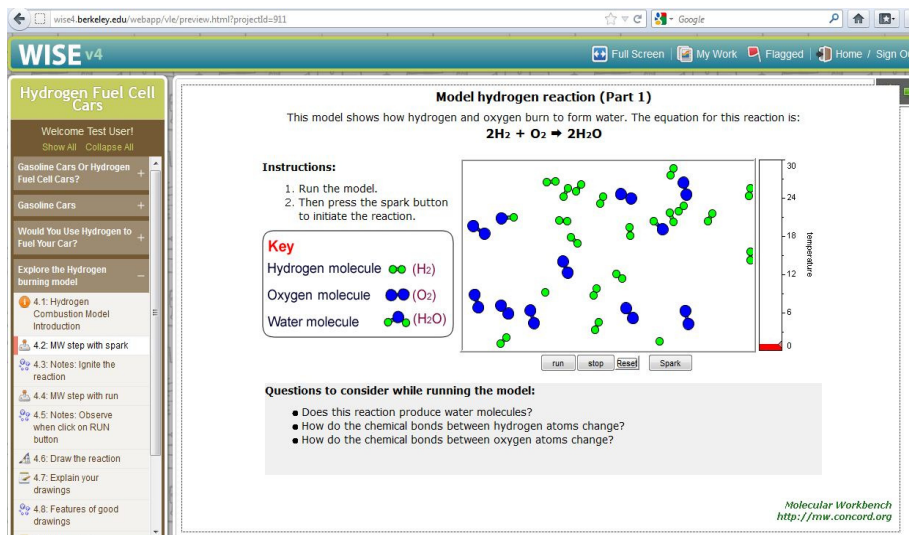 wise4.berkeley.edu/webapp/vle/preview.html?projectId=911
Google
WISE v4
Full Screen
My Work
Flagged
Home / Sign O
Hydrogen Fuel Cell
Cars
Welcome Test User!
Show All Collapse All
Gasoline Cars Or Hydrogen
Fuel Cell Cars?
Gasoline Cars
Would You Use Hydrogen to
Fuel Your Car?
Explore the Hydrogen
burning model
4.1: Hydrogen
Combustion Model
Introduction
4.2: MW step with spark
4.3: Notes: Ignite the
reaction
4.4: MW step with run
4.5: Notes: Observe
when click on RUN
button
4.6: Draw the reaction
4.7: Explain your
drawings
4.8: Features of good
drawings
Model hydrogen reaction (Part 1)
This model shows how hydrogen and oxygen burn to form water. The equation for this reaction is:
2H2 + O2 ➡ 2H2O
Instructions:
1. Run the model.
2. Then press the spark button
to initiate the reaction.
Key
Hydrogen molecule (H2)
Oxygen molecule (O2)
Water molecule (H2O)
30
24
18
12
6
0
temperature
run
stop
Reset
Spark
Questions to consider while running the model:
● Does this reaction produce water molecules?
● How do the chemical bonds between hydrogen atoms change?
● How do the chemical bonds between oxygen atoms change?
Molecular Workbench
http://mw.concord.org